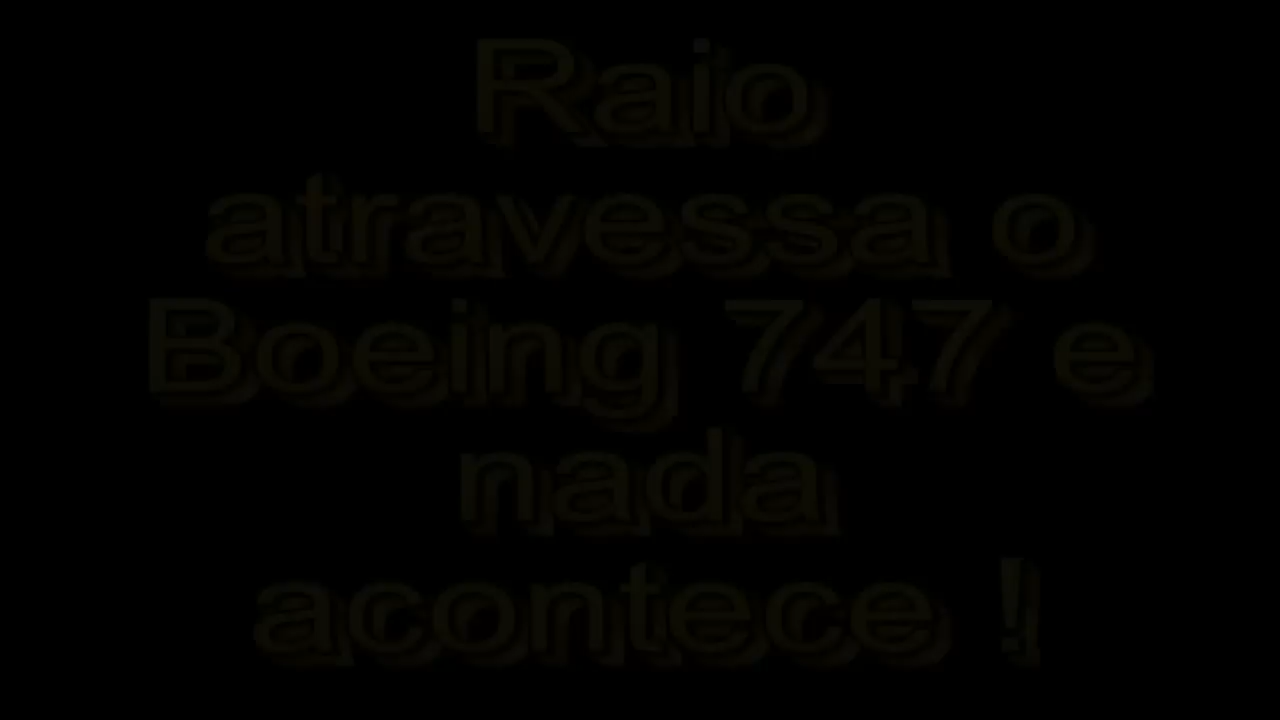 Raio
atravessa o
Boeing 747 e
nada
acontece !